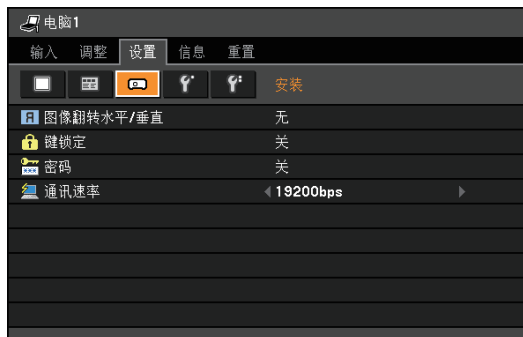 电脑1
输入 调整 设置 信息 重置
安装
图像翻转水平/垂直 无
键锁定 关
密码 关
通讯速率 19200bps